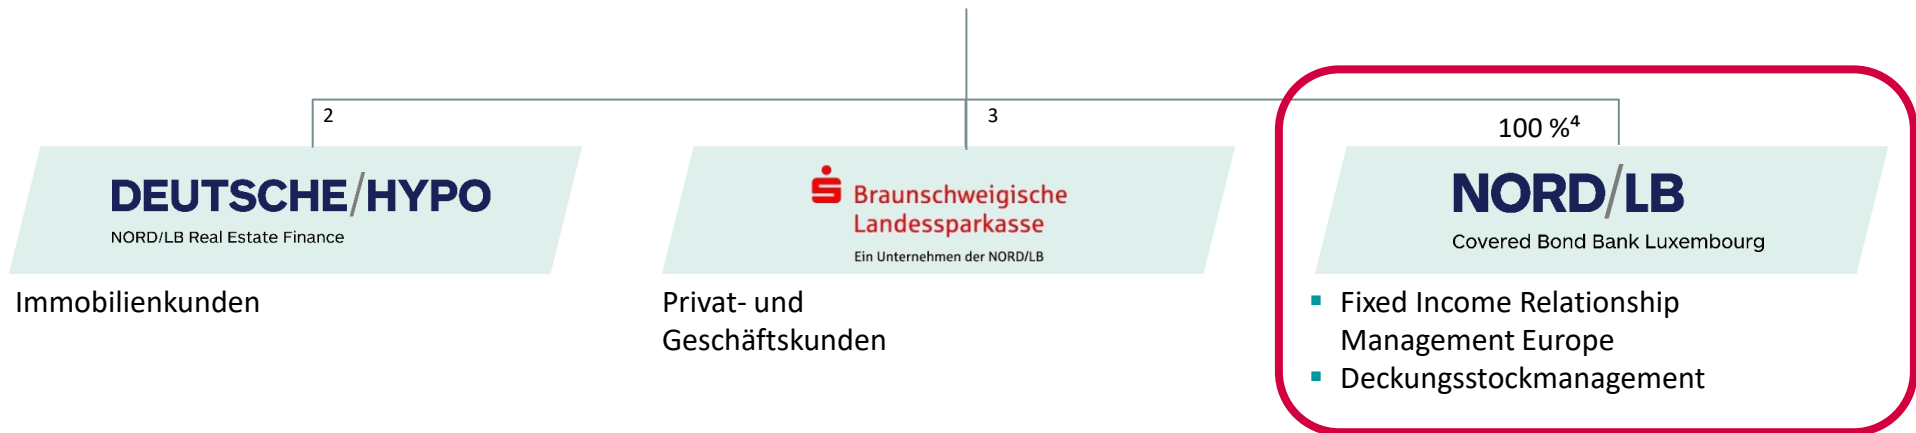 2
3
100 %⁴
DEUTSCHE/HYPO
NORD/LB Real Estate Finance
Immobilienkunden
Braunschweigische
Landessparkasse
Ein Unternehmen der NORD/LB
Privat- und
Geschäftskunden
NORD/LB
Covered Bond Bank Luxembourg
▪ Fixed Income Relationship
Management Europe
▪ Deckungsstockmanagement